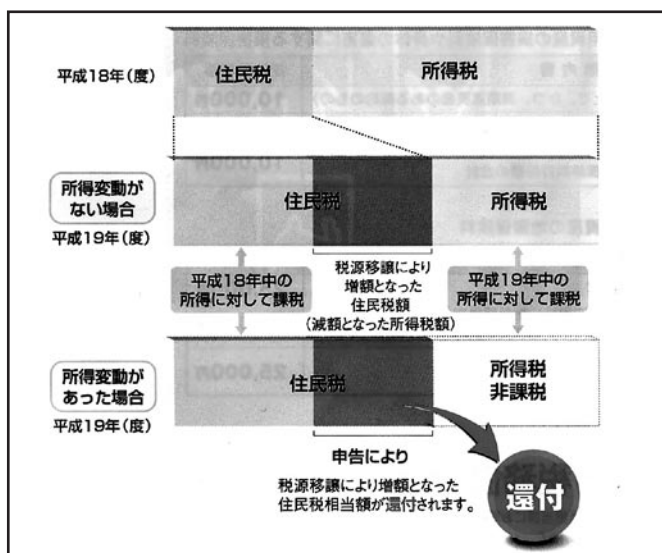 平成18年(度)
住民税
所得税
所得変動が
ない場合
平成19年(度)
住民税
所得税
平成18年中の
所得に対して課税
税源移譲により
増額となった
住民税額
(減額となった所得税額)
平成19年中の
所得に対して課税
所得変動が
あった場合
平成19年(度)
住民税
所得税
非課税
申告により
税源移譲により増額となった
住民税相当額が還付されます。
還付